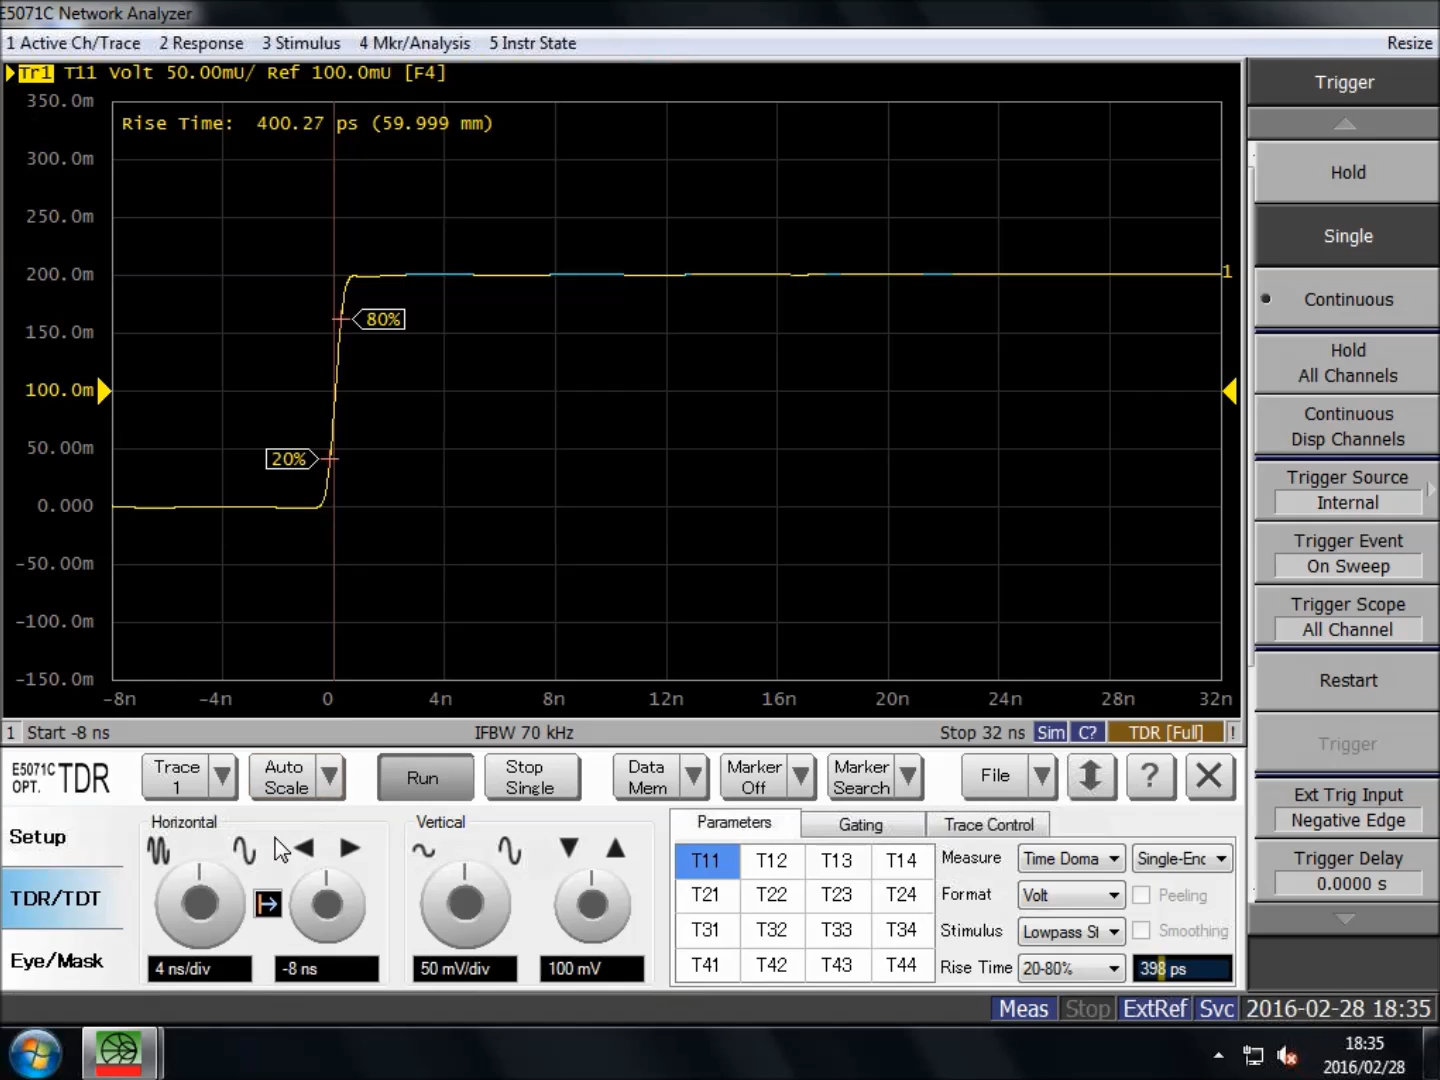 E5071C Network Analyzer
1 Active Ch/Trace 2 Response 3 Stimulus 4 Mkr/Analysis 5 Instr State Resize
Tr1 T11 Volt 50.00mU/ Ref 100.0mU [F4]
Rise Time: 400.27 ps (59.999 mm)
350.0m
300.0m
250.0m
200.0m
150.0m
100.0m
50.00m
0.000
-50.00m
-100.0m
-150.0m
80%
20%
1
-8n -4n 0 4n 8n 12n 16n 20n 24n 28n 32n
1 Start -8 ns IFBW 70 kHz Stop 32 ns Sim C? TDR [Full] !
Trigger
Hold
Single
Continuous
Hold
All Channels
Continuous
Disp Channels
Trigger Source
Internal
Trigger Event
On Sweep
Trigger Scope
All Channel
Restart
Trigger
Ext Trig Input
Negative Edge
Trigger Delay
0.0000 s
E5071C
OPT. TDR
Trace
1
Auto
Scale
Run
Stop
Single
Data
Mem
Marker
Off
Marker
Search
File
?
Setup
TDR/TDT
Eye/Mask
Horizontal
4 ns/div
-8 ns
Vertical
50 mV/div
100 mV
Parameters Gating Trace Control
T11 T12 T13 T14
T21 T22 T23 T24
T31 T32 T33 T34
T41 T42 T43 T44
Measure Time Doma Single-Enc
Format Volt Peeling
Stimulus Lowpass St Smoothing
Rise Time 20-80% 398 ps
Meas Stop ExtRef Svc 2016-02-28 18:35
18:35
2016/02/28